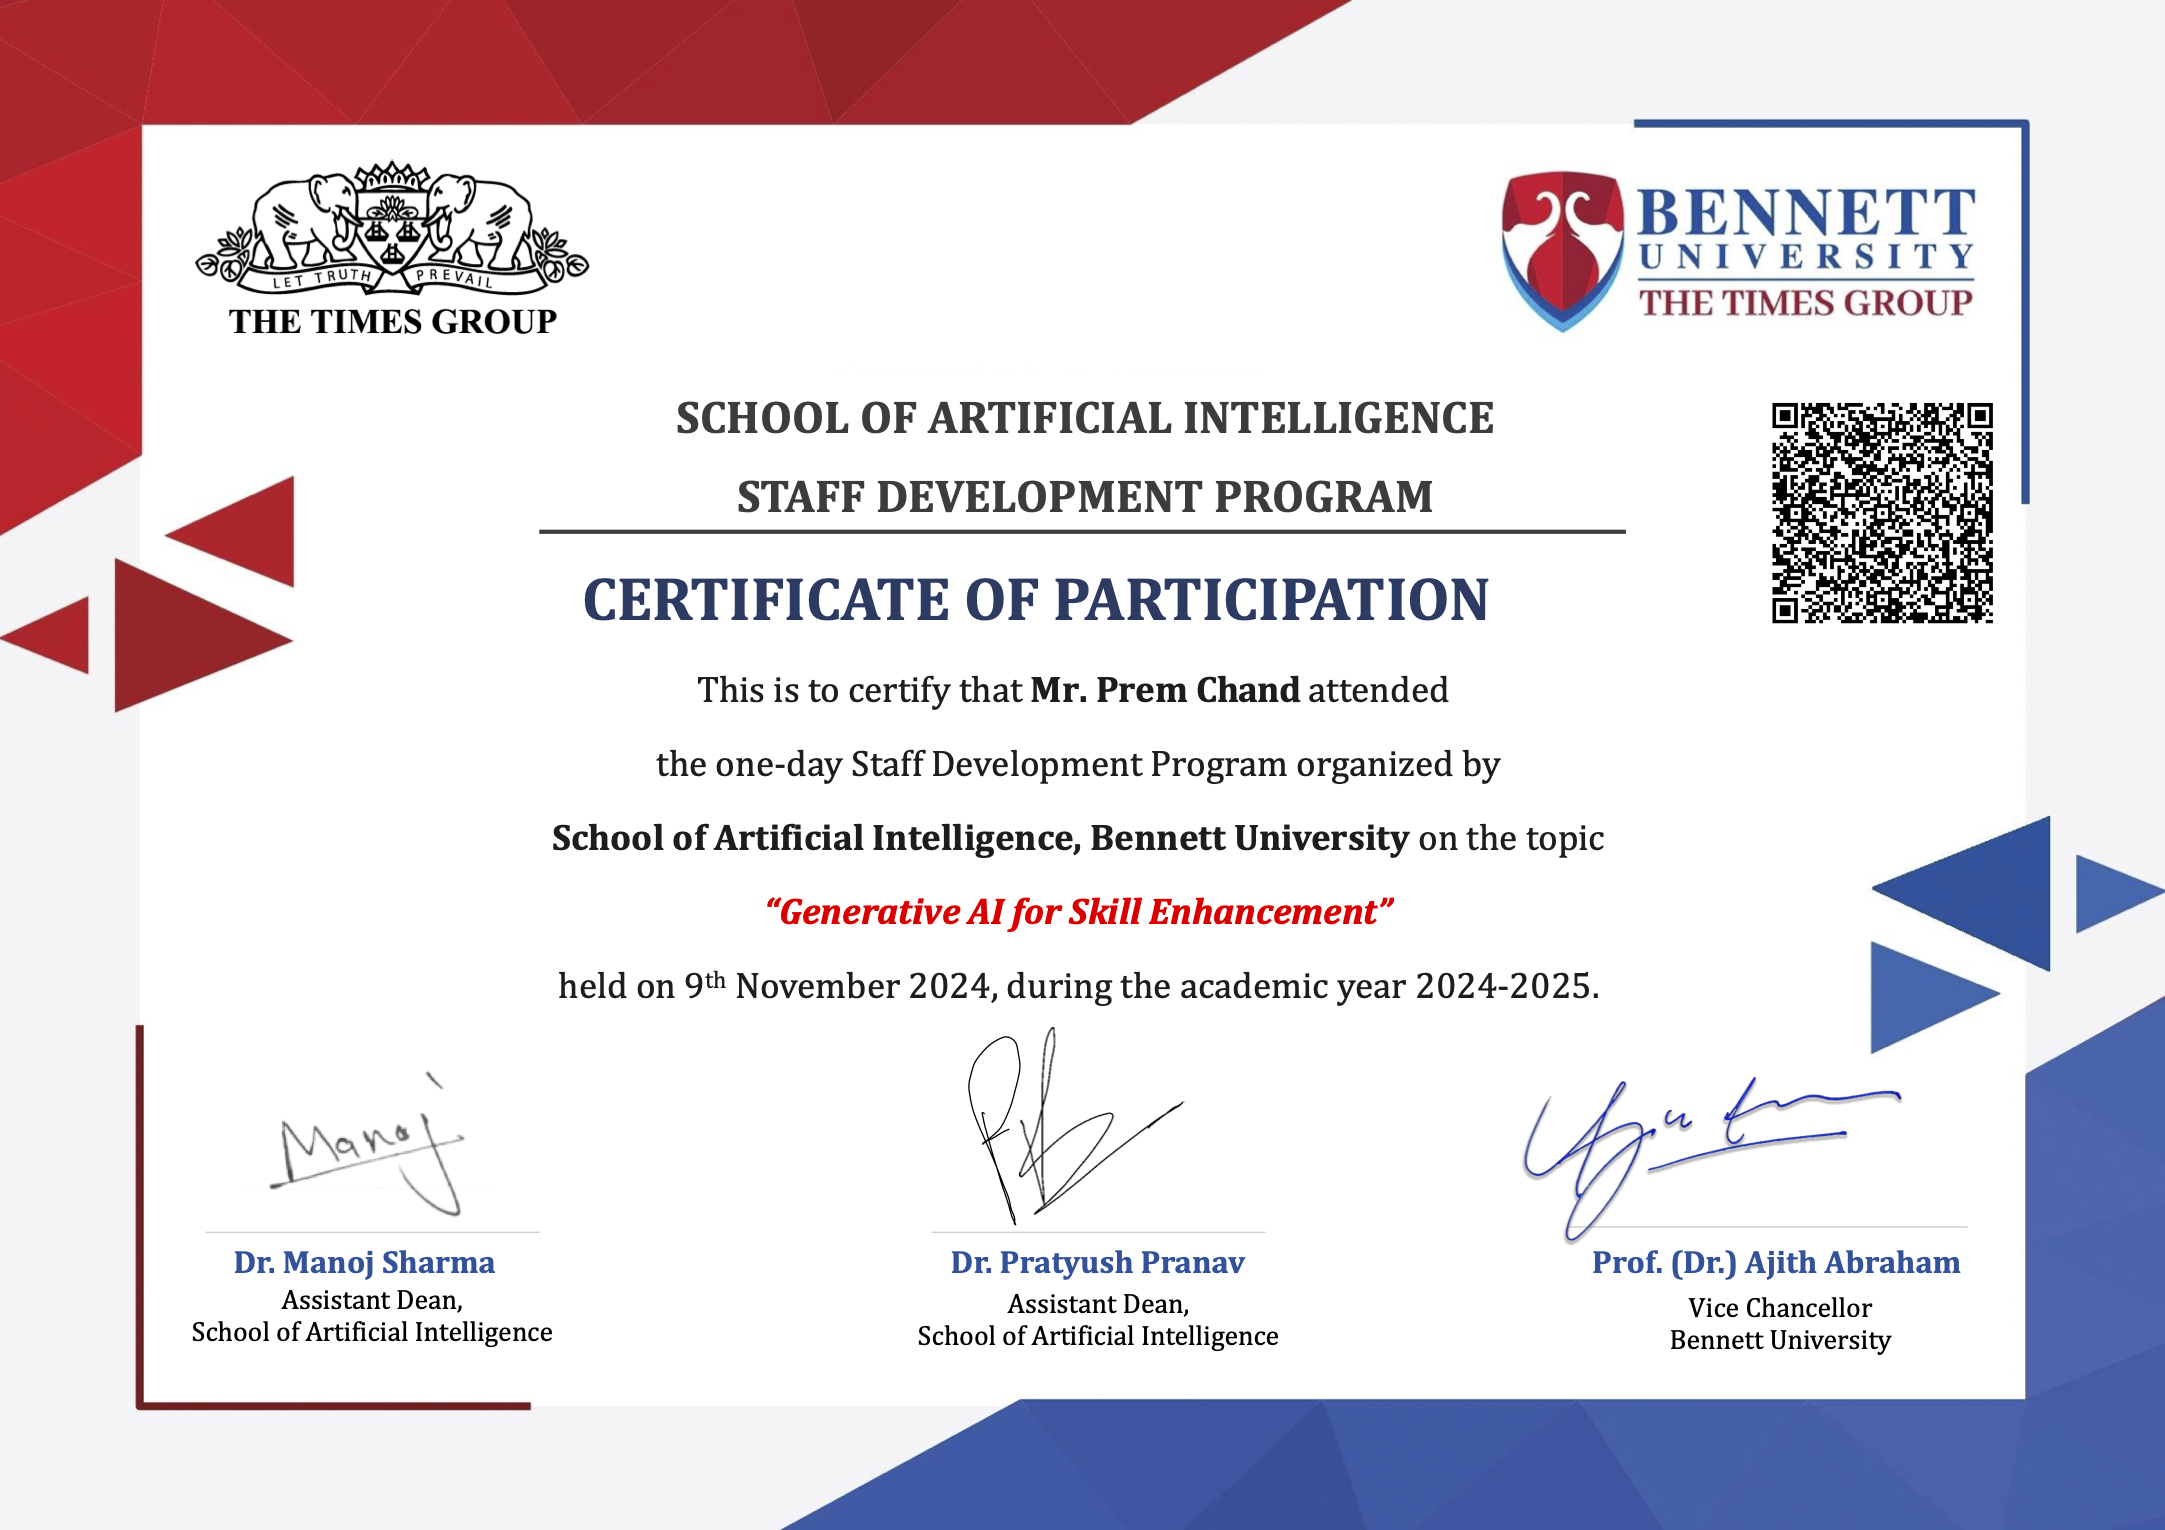 LET TRUTH PREVAIL
THE TIMES GROUP
BENNETT
UNIVERSITY
THE TIMES GROUP
SCHOOL OF ARTIFICIAL INTELLIGENCE
STAFF DEVELOPMENT PROGRAM
CERTIFICATE OF PARTICIPATION
This is to certify that Mr. Prem Chand attended
the one-day Staff Development Program organized by
School of Artificial Intelligence, Bennett University on the topic
“Generative AI for Skill Enhancement”
held on 9th November 2024, during the academic year 2024-2025.
Manoj
Dr. Manoj Sharma
Assistant Dean,
School of Artificial Intelligence
Dr. Pratyush Pranav
Assistant Dean,
School of Artificial Intelligence
Prof. (Dr.) Ajith Abraham
Vice Chancellor
Bennett University